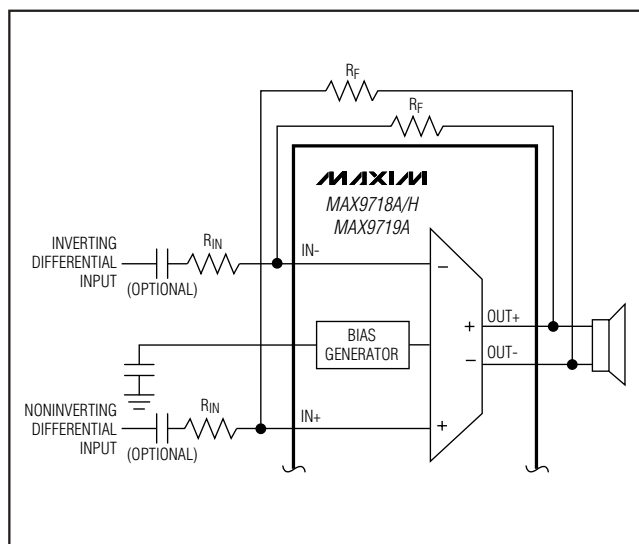 RF
RF
MAXIM
MAX9718A/H
MAX9719A
INVERTING
DIFFERENTIAL
INPUT
(OPTIONAL)
RIN
IN-
−
BIAS
GENERATOR
+
OUT+
−
OUT-
NONINVERTING
DIFFERENTIAL
INPUT
(OPTIONAL)
RIN
IN+
+